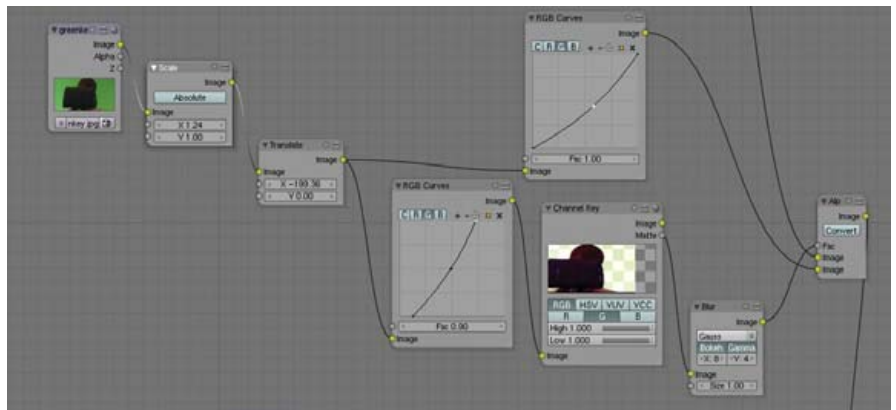 greenke
Image
Alpha
Z
nkey.jpg
Scale
Image
Absolute
Image
X 1.24
Y 1.00
Translate
Image
Image
X -199.36
Y 0.00
RGB Curves
Image
C R G B
Fac 1.00
Image
RGB Curves
Image
C R G B
Fac 0.90
Image
Channel Key
Image
Matte
RGB HSV YUV YCC
R G B
High 1.000
Low 1.000
Image
Blur
Image
Gauss
Bokeh Gamma
X: 8 Y: 4
Image
Size 1.00
Alp
Image
Convert
Fac
Image
Image